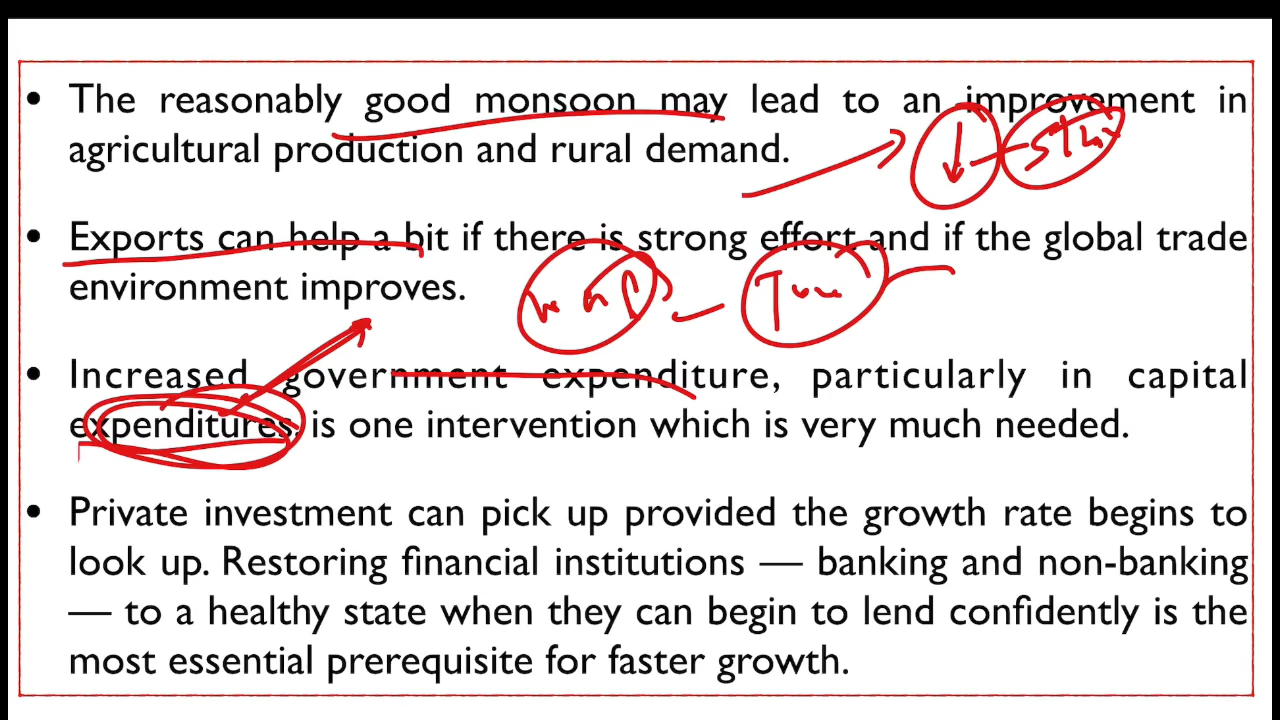 • The reasonably good monsoon may lead to an improvement in
agricultural production and rural demand.
• Exports can help a bit if there is strong effort and if the global trade
environment improves.
• Increased government expenditure, particularly in capital
expenditures, is one intervention which is very much needed.
• Private investment can pick up provided the growth rate begins to
look up. Restoring financial institutions — banking and non-banking
— to a healthy state when they can begin to lend confidently is the
most essential prerequisite for faster growth.